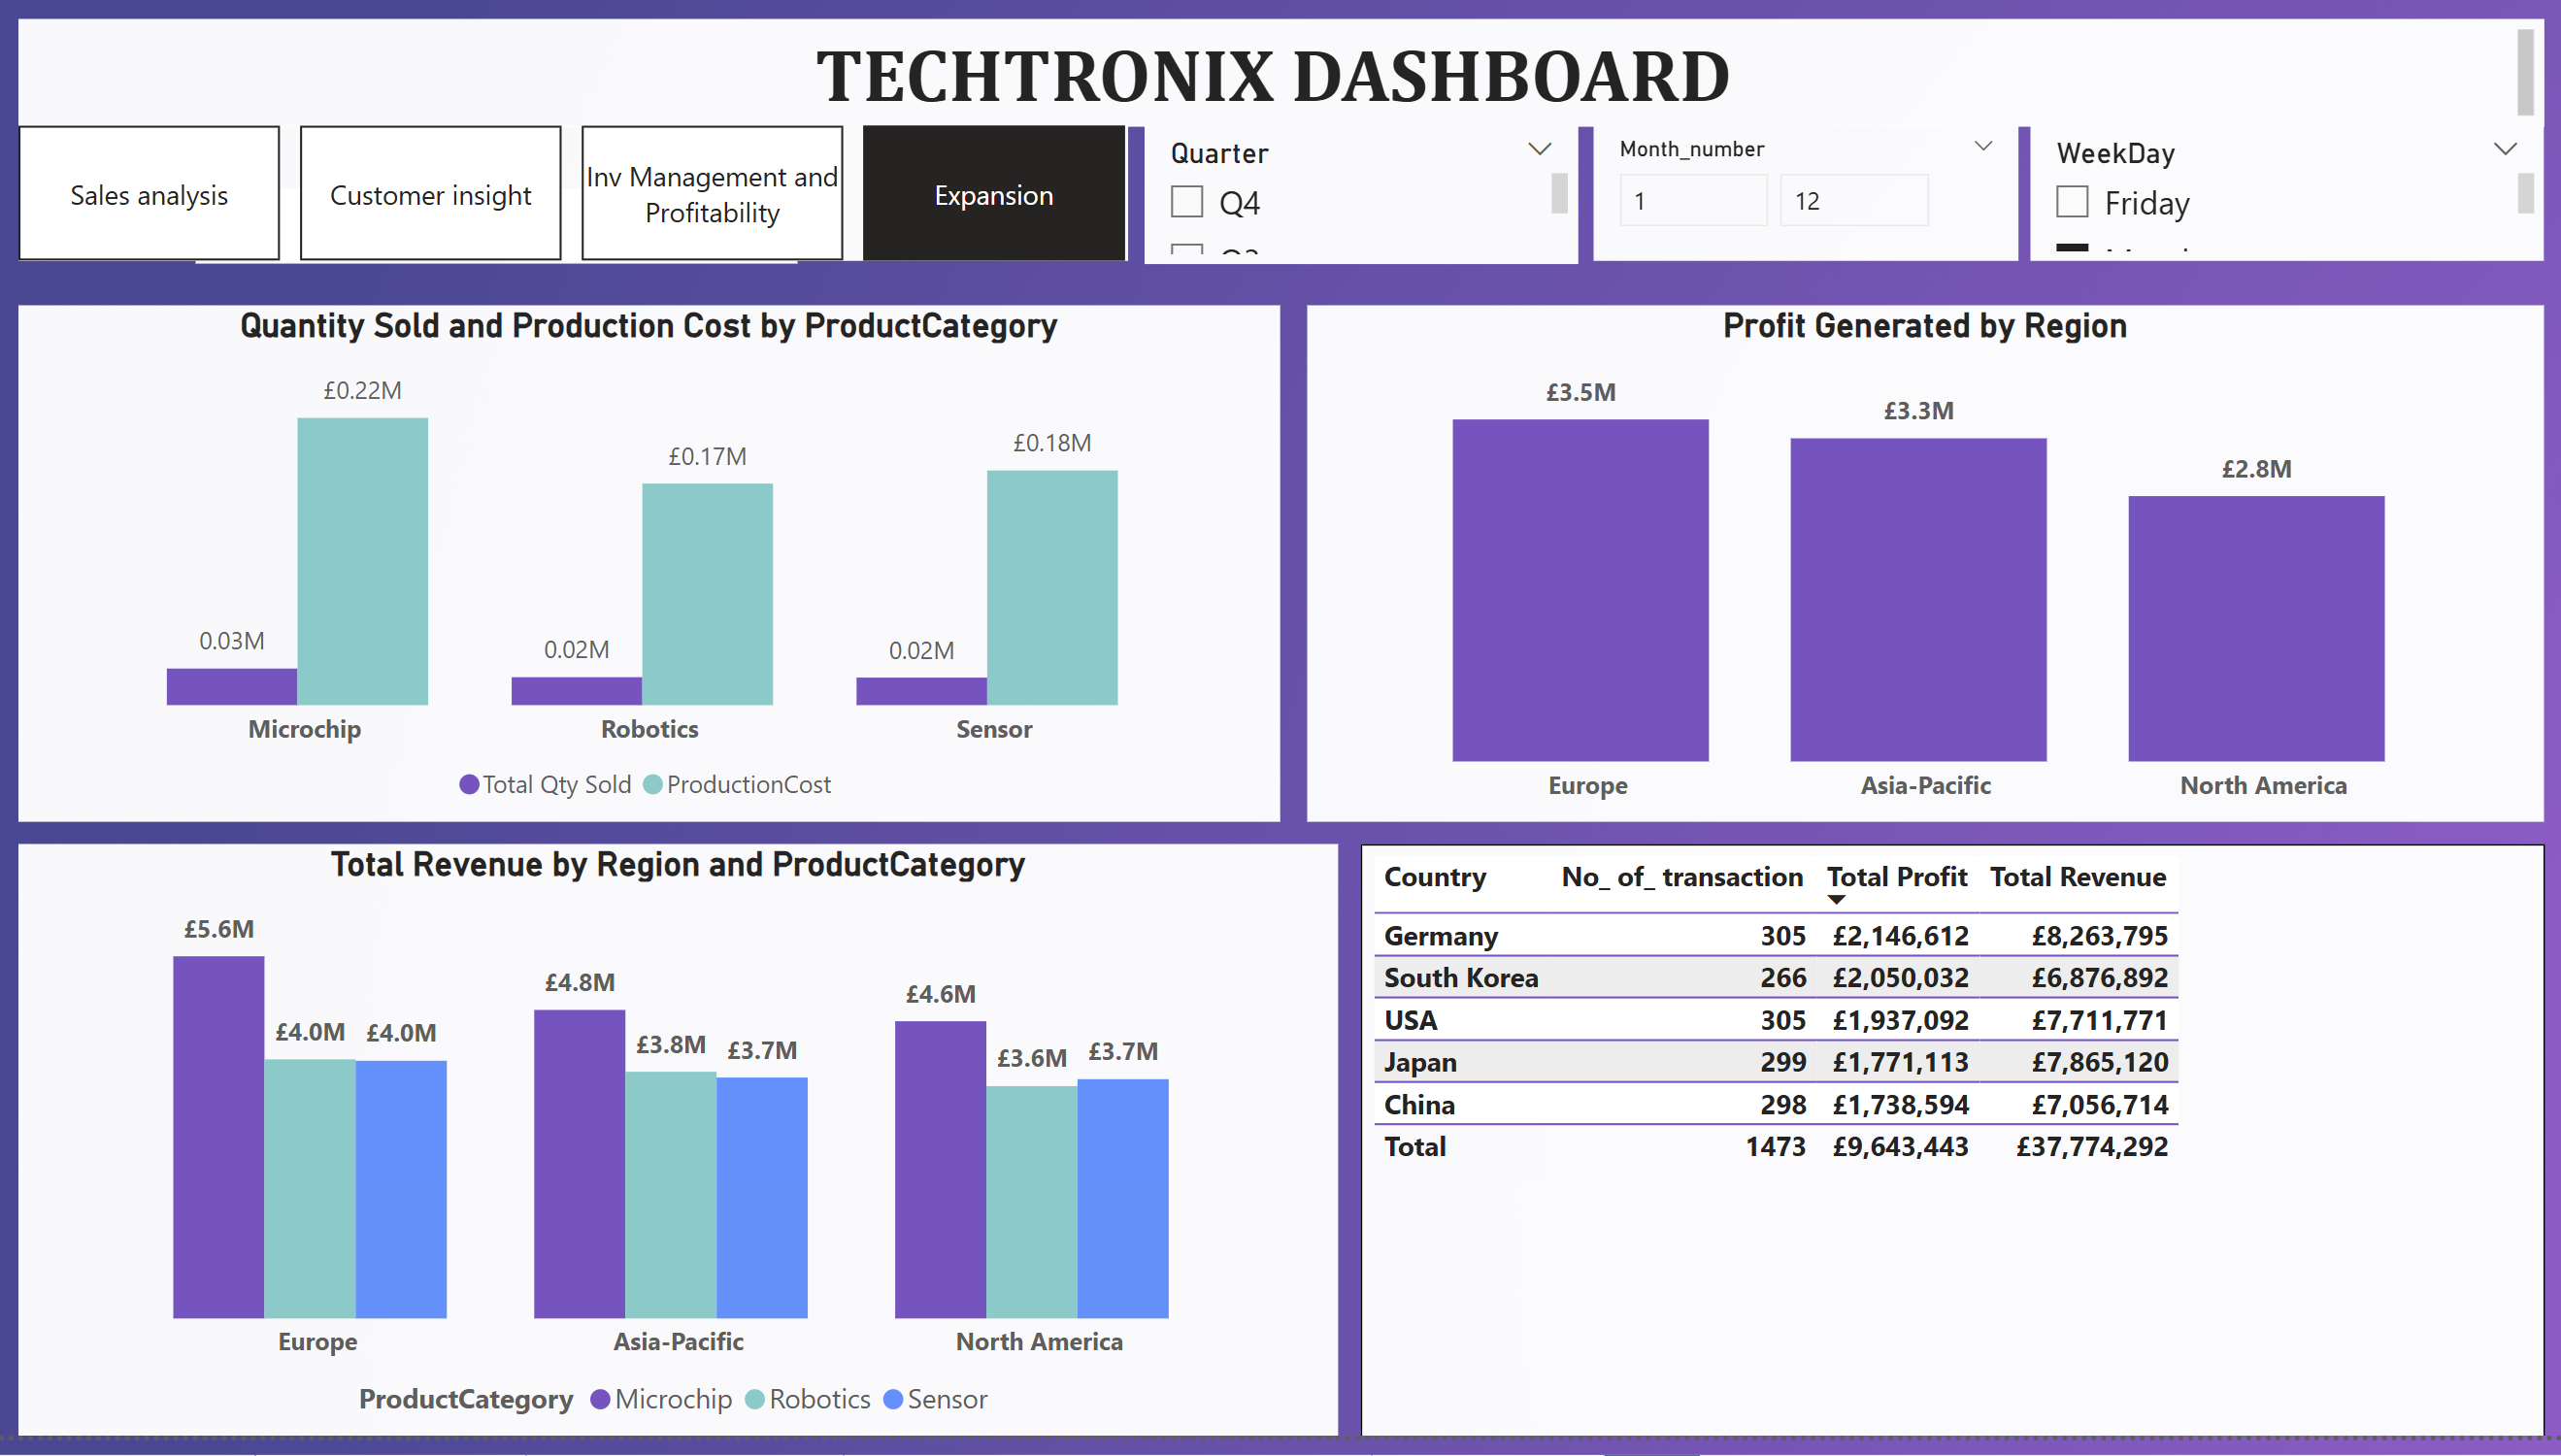 TECHTRONIX DASHBOARD
Sales analysis
Customer insight
Inv Management and
Profitability
Expansion
Quarter
Q4
Month_number
1 12
WeekDay
Friday
Quantity Sold and Production Cost by ProductCategory
£0.22M
£0.17M
£0.18M
0.03M
0.02M
0.02M
Microchip Robotics Sensor
Total Qty Sold ProductionCost
Profit Generated by Region
£3.5M
£3.3M
£2.8M
Europe Asia-Pacific North America
Total Revenue by Region and ProductCategory
£5.6M
£4.0M £4.0M
£4.8M
£3.8M £3.7M
£4.6M
£3.6M £3.7M
Europe Asia-Pacific North America
ProductCategory Microchip Robotics Sensor
Country No_ of_ transaction Total Profit Total Revenue
Germany 305 £2,146,612 £8,263,795
South Korea 266 £2,050,032 £6,876,892
USA 305 £1,937,092 £7,711,771
Japan 299 £1,771,113 £7,865,120
China 298 £1,738,594 £7,056,714
Total 1473 £9,643,443 £37,774,292